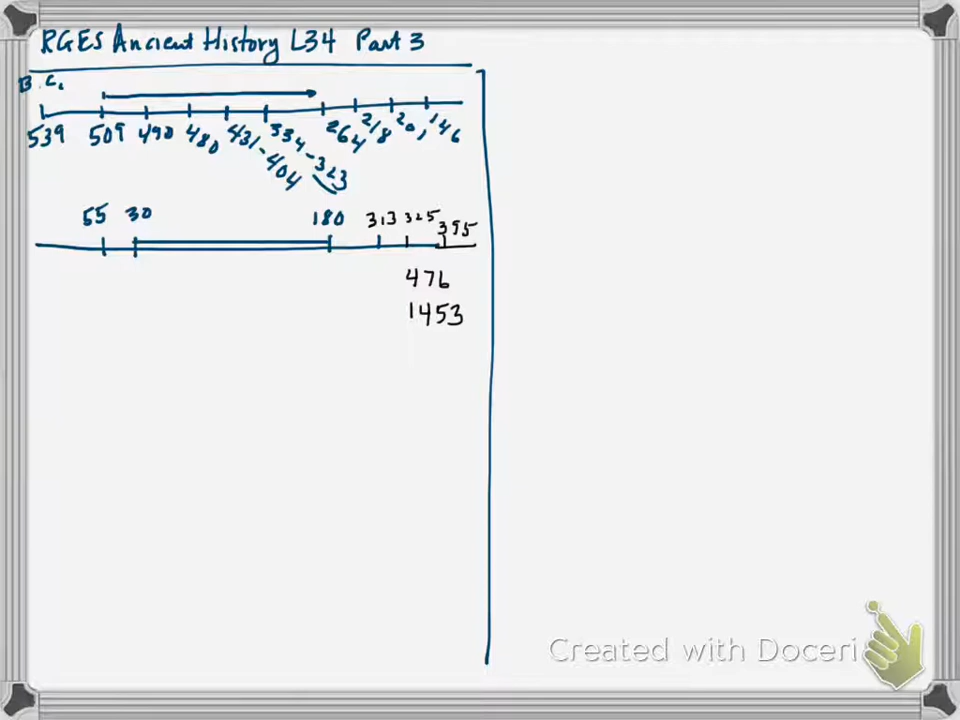 RGES Ancient History L34 Part 3
B.C.
539 509 490 480 431-404 334-323 264 218 201 146
55 30 180 313 325 395
476
1453
Created with Doceri